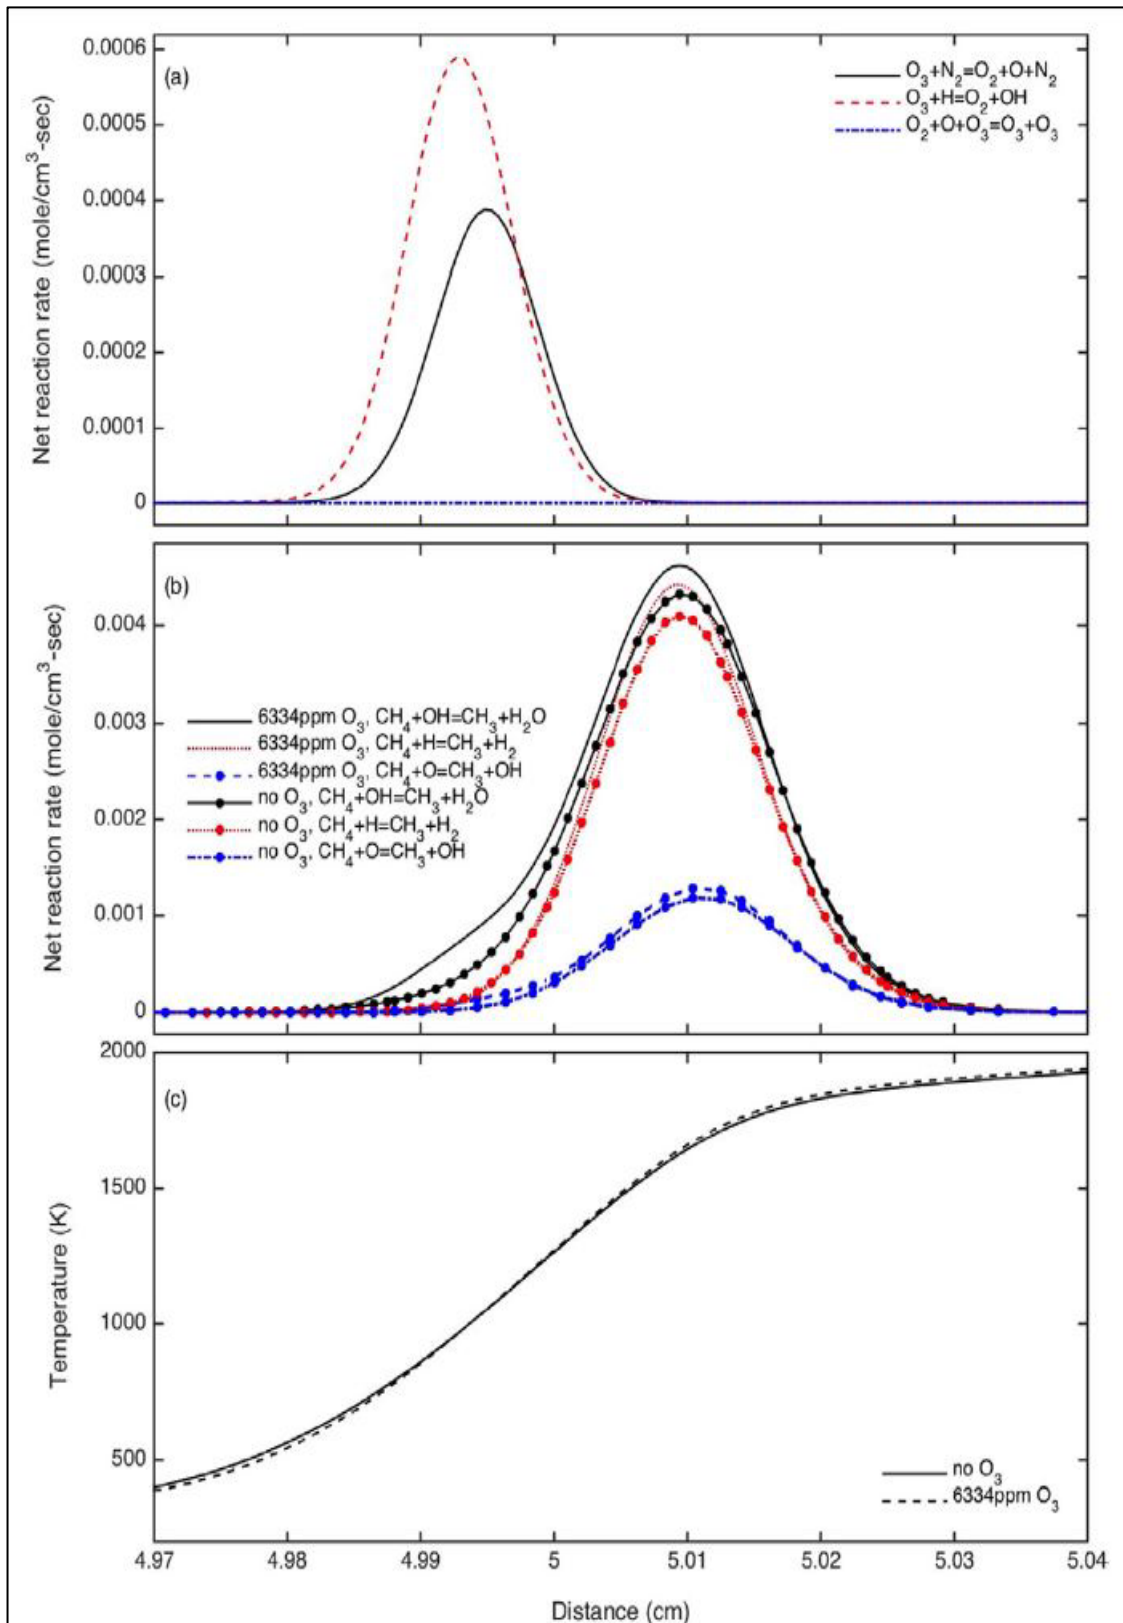 (a)
O₃+N₂=O₂+O+N₂
O₃+H=O₂+OH
O₂+O+O₃=O₃+O₃
0.0006
0.0005
0.0004
0.0003
0.0002
0.0001
0
Net reaction rate (mole/cm³-sec)
(b)
6334ppm O₃, CH₄+OH=CH₃+H₂O
6334ppm O₃, CH₄+H=CH₃+H₂
6334ppm O₃, CH₄+O=CH₃+OH
no O₃, CH₄+OH=CH₃+H₂O
no O₃, CH₄+H=CH₃+H₂
no O₃, CH₄+O=CH₃+OH
0.004
0.003
0.002
0.001
0
Net reaction rate (mole/cm³-sec)
(c)
2000
1500
1000
500
Temperature (K)
no O₃
6334ppm O₃
4.97 4.98 4.99 5 5.01 5.02 5.03 5.04
Distance (cm)